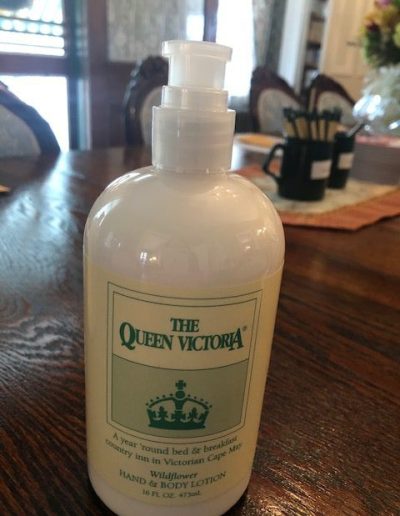 THE
QUEEN VICTORIA®
A year 'round bed & breakfast
country inn in Victorian Cape May
Wildflower
HAND & BODY LOTION
16 FL OZ. 473mL